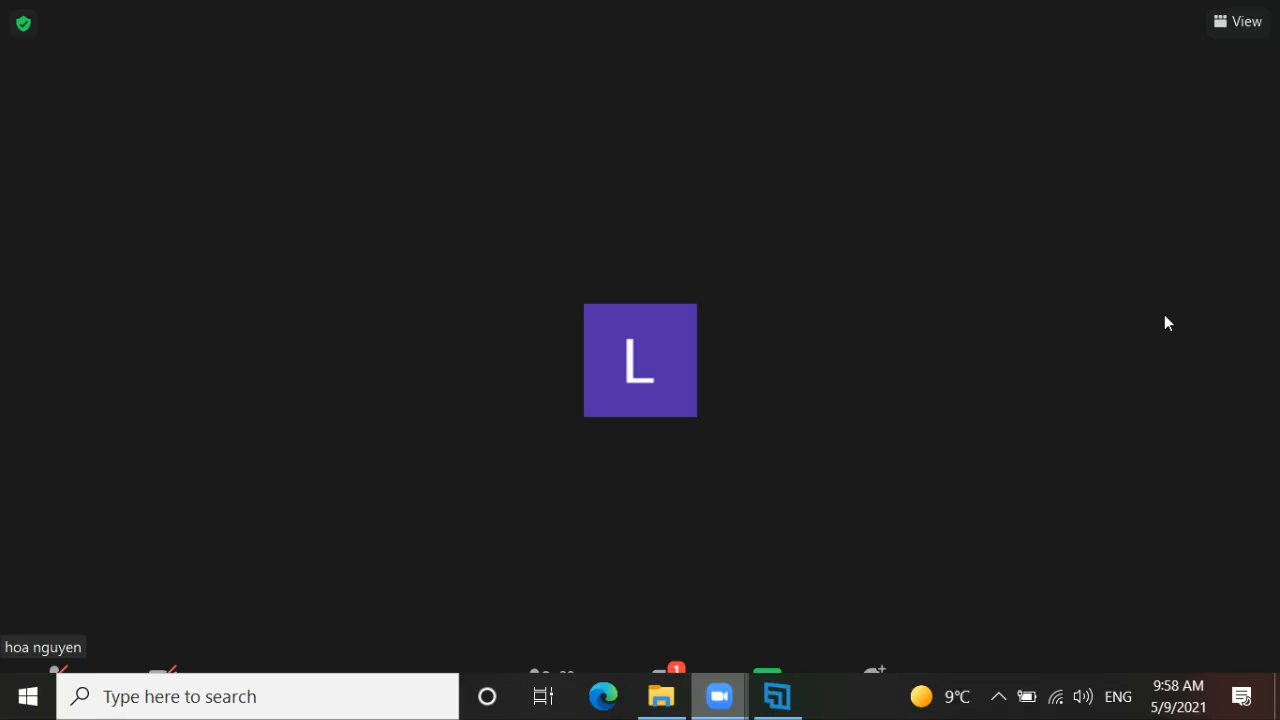 View
L
hoa nguyen
1
Type here to search
9°C
ENG
9:58 AM
5/9/2021